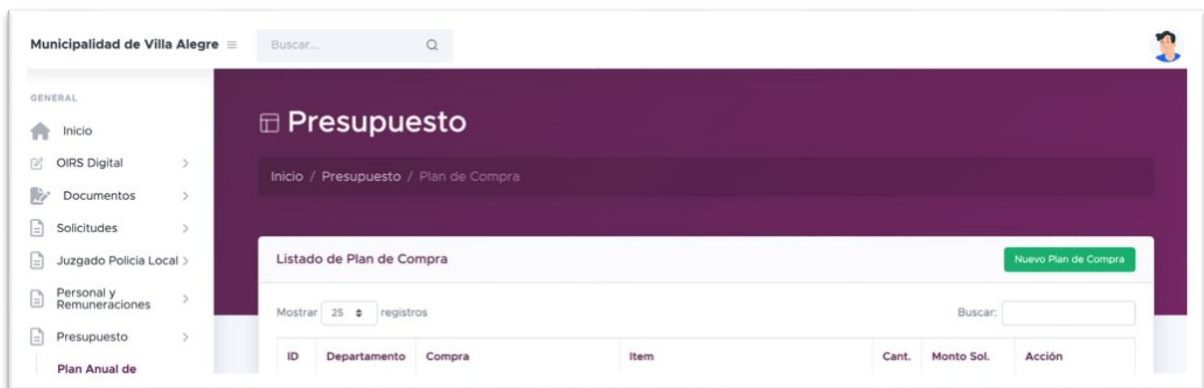 Municipalidad de Villa Alegre
Buscar...
GENERAL
Inicio
OIRS Digital
Documentos
Solicitudes
Juzgado Policia Local
Personal y
Remuneraciones
Presupuesto
Plan Anual de
Presupuesto
Inicio / Presupuesto / Plan de Compra
Listado de Plan de Compra
Nuevo Plan de Compra
Mostrar 25 registros
Buscar:
ID Departamento Compra Item Cant. Monto Sol. Acción